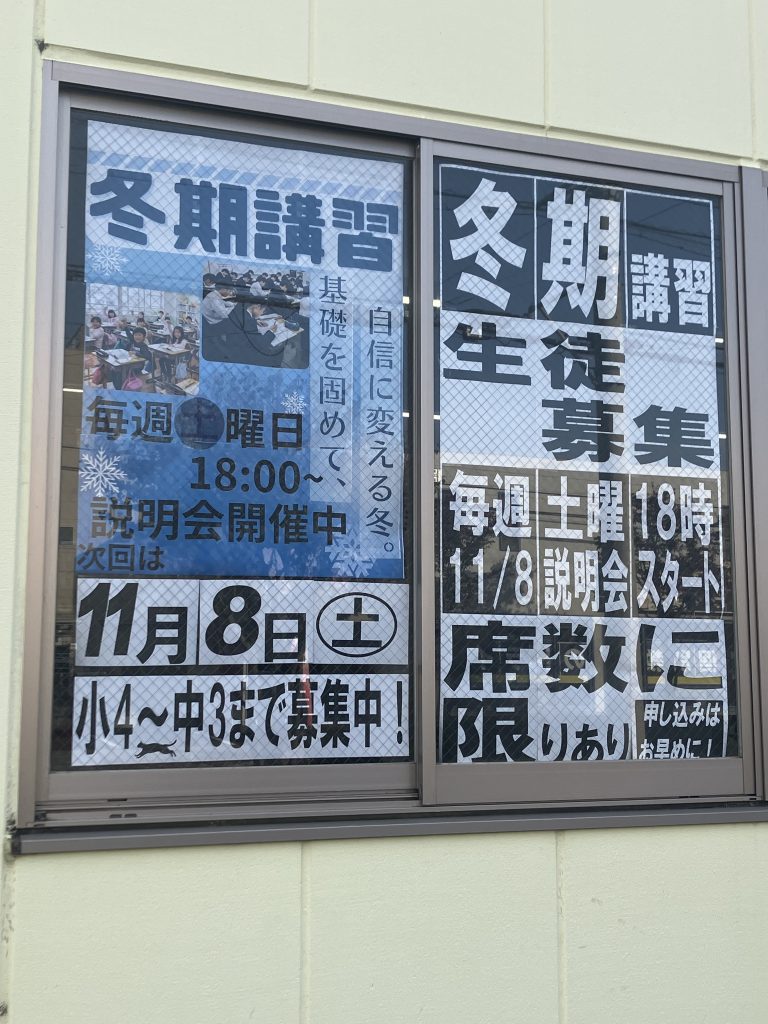 冬期講習
基礎を固めて、
自信に変える冬。
毎週土曜日
18:00~
説明会開催中
次回は
11月8日㊏
小4～中3まで募集中！
冬期講習
生徒
募集
毎週土曜18時
11/8説明会スタート
席数に
限りあり
申し込みは
お早めに！